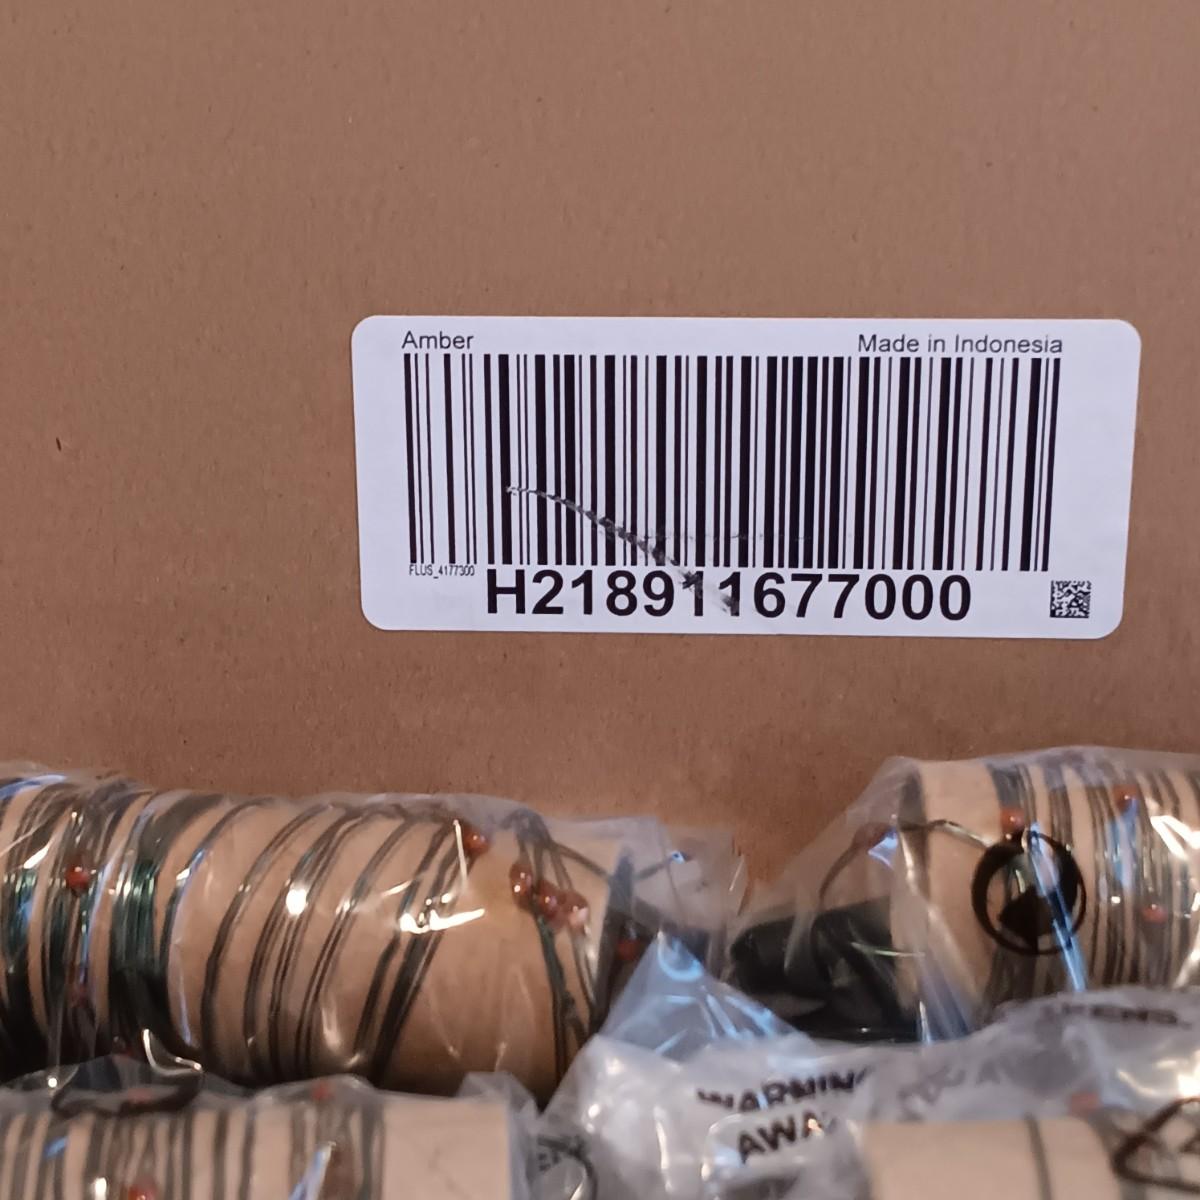 Amber
Made in Indonesia
FLUS_4177300
H218911677000
WARNING
AWA